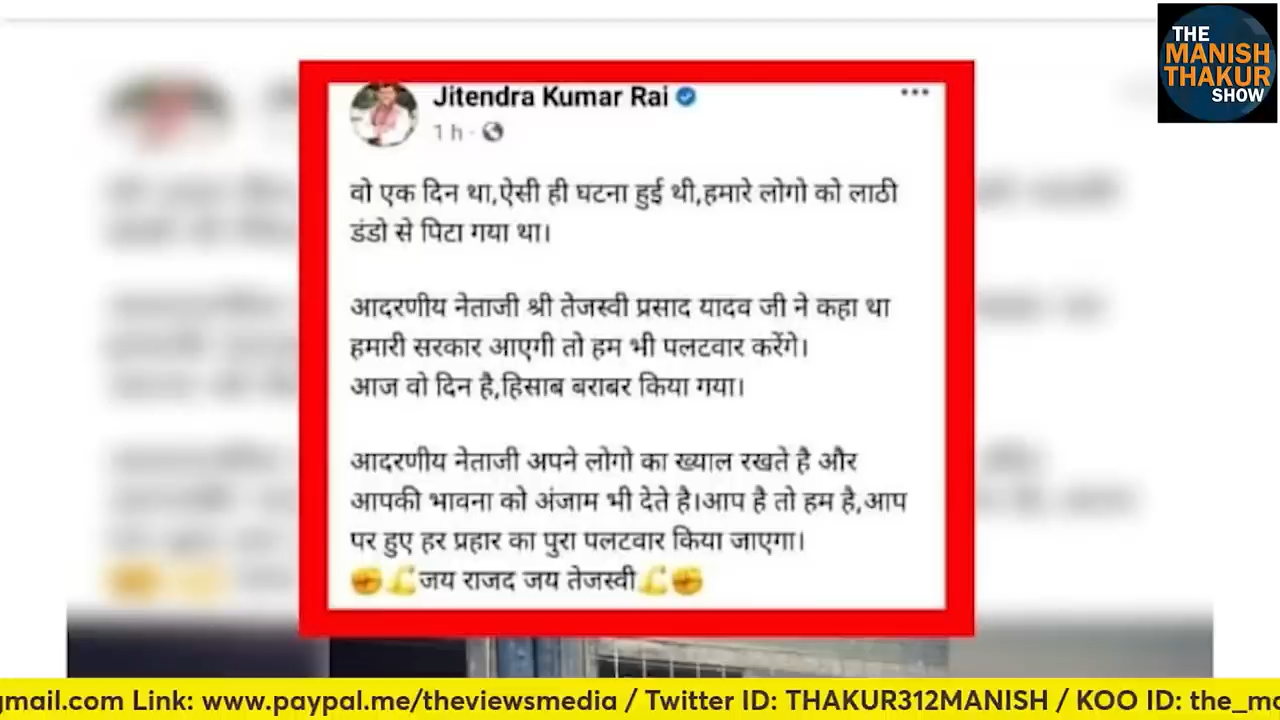 THE
MANISH
THAKUR
SHOW
Jitendra Kumar Rai
1 h ·
वो एक दिन था,ऐसी ही घटना हुई थी,हमारे लोगो को लाठी
डंडो से पिटा गया था।
आदरणीय नेताजी श्री तेजस्वी प्रसाद यादव जी ने कहा था
हमारी सरकार आएगी तो हम भी पलटवार करेंगे।
आज वो दिन है,हिसाब बराबर किया गया।
आदरणीय नेताजी अपने लोगो का ख्याल रखते है और
आपकी भावना को अंजाम भी देते है।आप है तो हम है,आप
पर हुए हर प्रहार का पुरा पलटवार किया जाएगा।
✊💪जय राजद जय तेजस्वी💪✊
gmail.com Link: www.paypal.me/theviewsmedia / Twitter ID: THAKUR312MANISH / KOO ID: the_ma